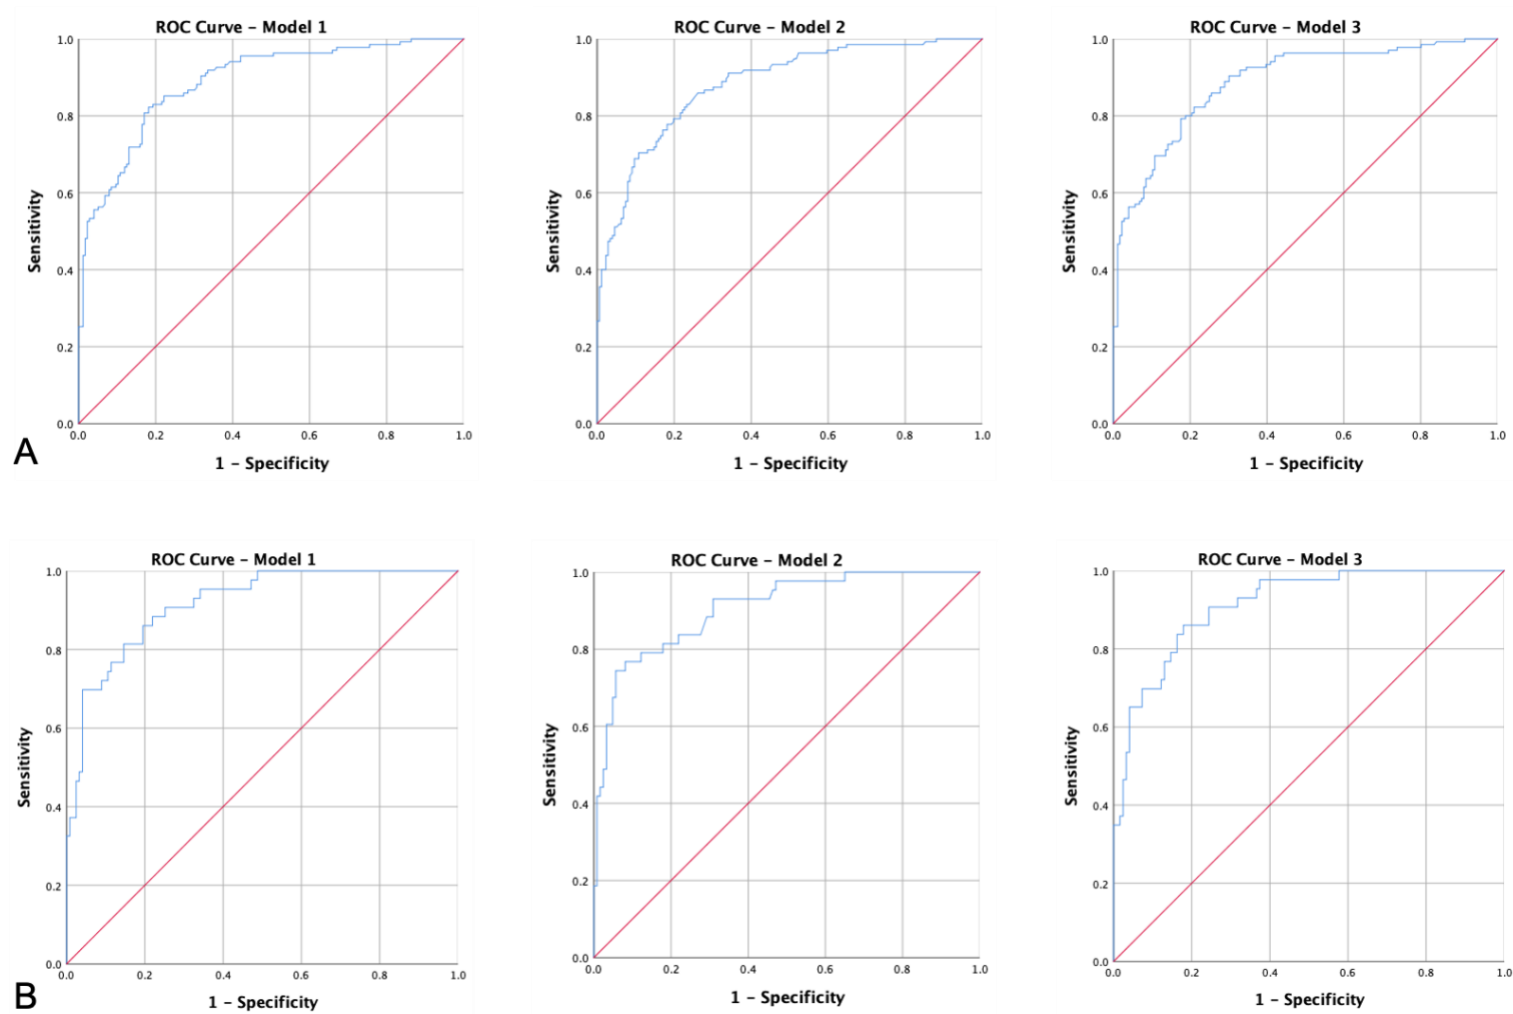 ROC Curve – Model 1
1.0
0.8
0.6
0.4
0.2
0.0
Sensitivity
0.0 0.2 0.4 0.6 0.8 1.0
1 – Specificity
ROC Curve – Model 2
1.0
0.8
0.6
0.4
0.2
0.0
Sensitivity
0.0 0.2 0.4 0.6 0.8 1.0
1 – Specificity
ROC Curve – Model 3
1.0
0.8
0.6
0.4
0.2
0.0
Sensitivity
0.0 0.2 0.4 0.6 0.8 1.0
1 – Specificity
A
ROC Curve – Model 1
1.0
0.8
0.6
0.4
0.2
0.0
Sensitivity
0.0 0.2 0.4 0.6 0.8 1.0
1 – Specificity
ROC Curve – Model 2
1.0
0.8
0.6
0.4
0.2
0.0
Sensitivity
0.0 0.2 0.4 0.6 0.8 1.0
1 – Specificity
ROC Curve – Model 3
1.0
0.8
0.6
0.4
0.2
0.0
Sensitivity
0.0 0.2 0.4 0.6 0.8 1.0
1 – Specificity
B